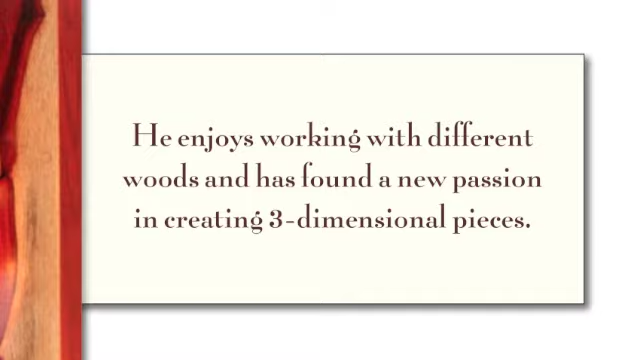 He enjoys working with different
woods and has found a new passion
in creating 3-dimensional pieces.